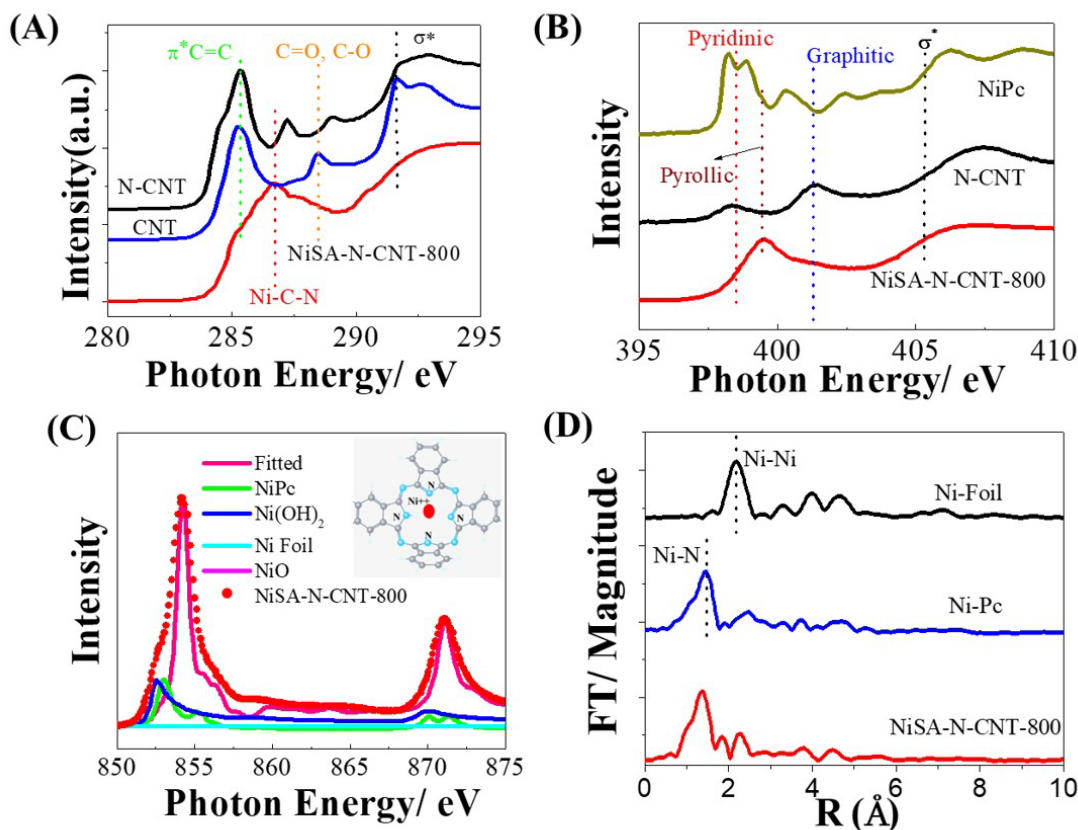 (A)
π*C=C
C=O, C-O
σ*
Intensity(a.u.)
N-CNT
CNT
NiSA-N-CNT-800
Ni-C-N
280 285 290 295
Photon Energy/ eV
(B)
Pyridinic
Graphitic
σ*
NiPc
Pyrollic
N-CNT
NiSA-N-CNT-800
Intensity
395 400 405 410
Photon Energy/ eV
(C)
Fitted
NiPc
Ni(OH)₂
Ni Foil
NiO
NiSA-N-CNT-800
N
Ni++
N
N
N
Intensity
850 855 860 865 870 875
Photon Energy/ eV
(D)
Ni-Ni
Ni-Foil
Ni-N
Ni-Pc
NiSA-N-CNT-800
FT/ Magnitude
0 2 4 6 8 10
R (Å)